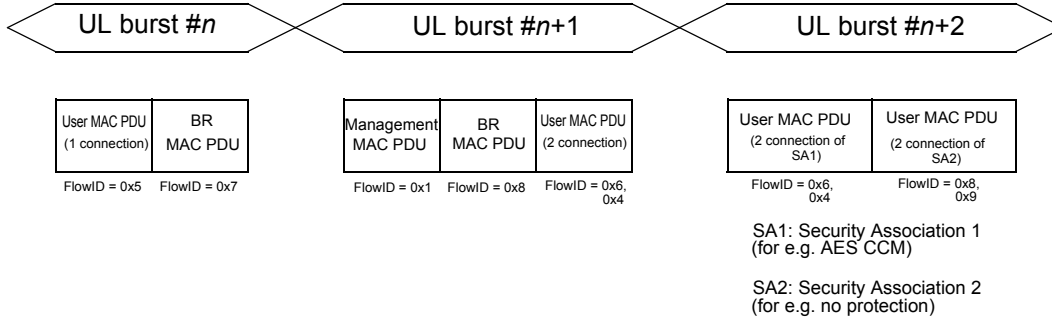 UL burst #n
UL burst #n+1
UL burst #n+2
User MAC PDU
(1 connection)
BR
MAC PDU
Management
MAC PDU
BR
MAC PDU
User MAC PDU
(2 connection)
User MAC PDU
(2 connection of
SA1)
User MAC PDU
(2 connection of
SA2)
FlowID = 0x5
FlowID = 0x7
FlowID = 0x1
FlowID = 0x8
FlowID = 0x6,
0x4
FlowID = 0x6,
0x4
FlowID = 0x8,
0x9
SA1: Security Association 1
(for e.g. AES CCM)
SA2: Security Association 2
(for e.g. no protection)